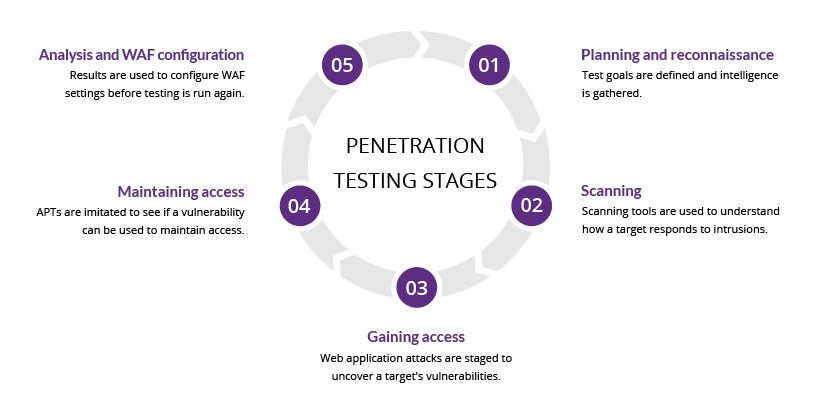 PENETRATION
TESTING STAGES
01
Planning and reconnaissance
Test goals are defined and intelligence
is gathered.
02
Scanning
Scanning tools are used to understand
how a target responds to intrusions.
03
Gaining access
Web application attacks are staged to
uncover a target's vulnerabilities.
04
Maintaining access
APTs are imitated to see if a vulnerability
can be used to maintain access.
05
Analysis and WAF configuration
Results are used to configure WAF
settings before testing is run again.